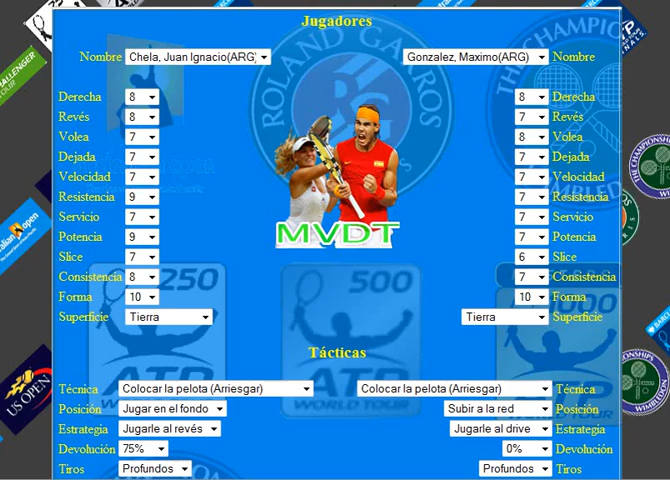 Jugadores
Nombre Chela, Juan Ignacio(ARG) Gonzalez, Maximo(ARG) Nombre
Derecha 8 8 Derecha
Revés 8 7 Revés
Volea 7 8 Volea
Dejada 7 7 Dejada
Velocidad 7 7 Velocidad
Resistencia 9 7 Resistencia
Servicio 7 7 Servicio
Potencia 9 7 Potencia
Slice 7 6 Slice
Consistencia 8 7 Consistencia
Forma 10 10 Forma
Superficie Tierra Tierra Superficie
MVDT
ROLAND GARROS
RG
THE CHAMPIONSHIPS
WIMBLEDON
250
500
1000
ATP
WORLD TOUR
Tácticas
Técnica Colocar la pelota (Arriesgar) Colocar la pelota (Arriesgar) Técnica
Posición Jugar en el fondo Subir a la red Posición
Estrategia Jugarle al revés Jugarle al drive Estrategia
Devolución 75% 0% Devolución
Tiros Profundos Profundos Tiros
US OPEN